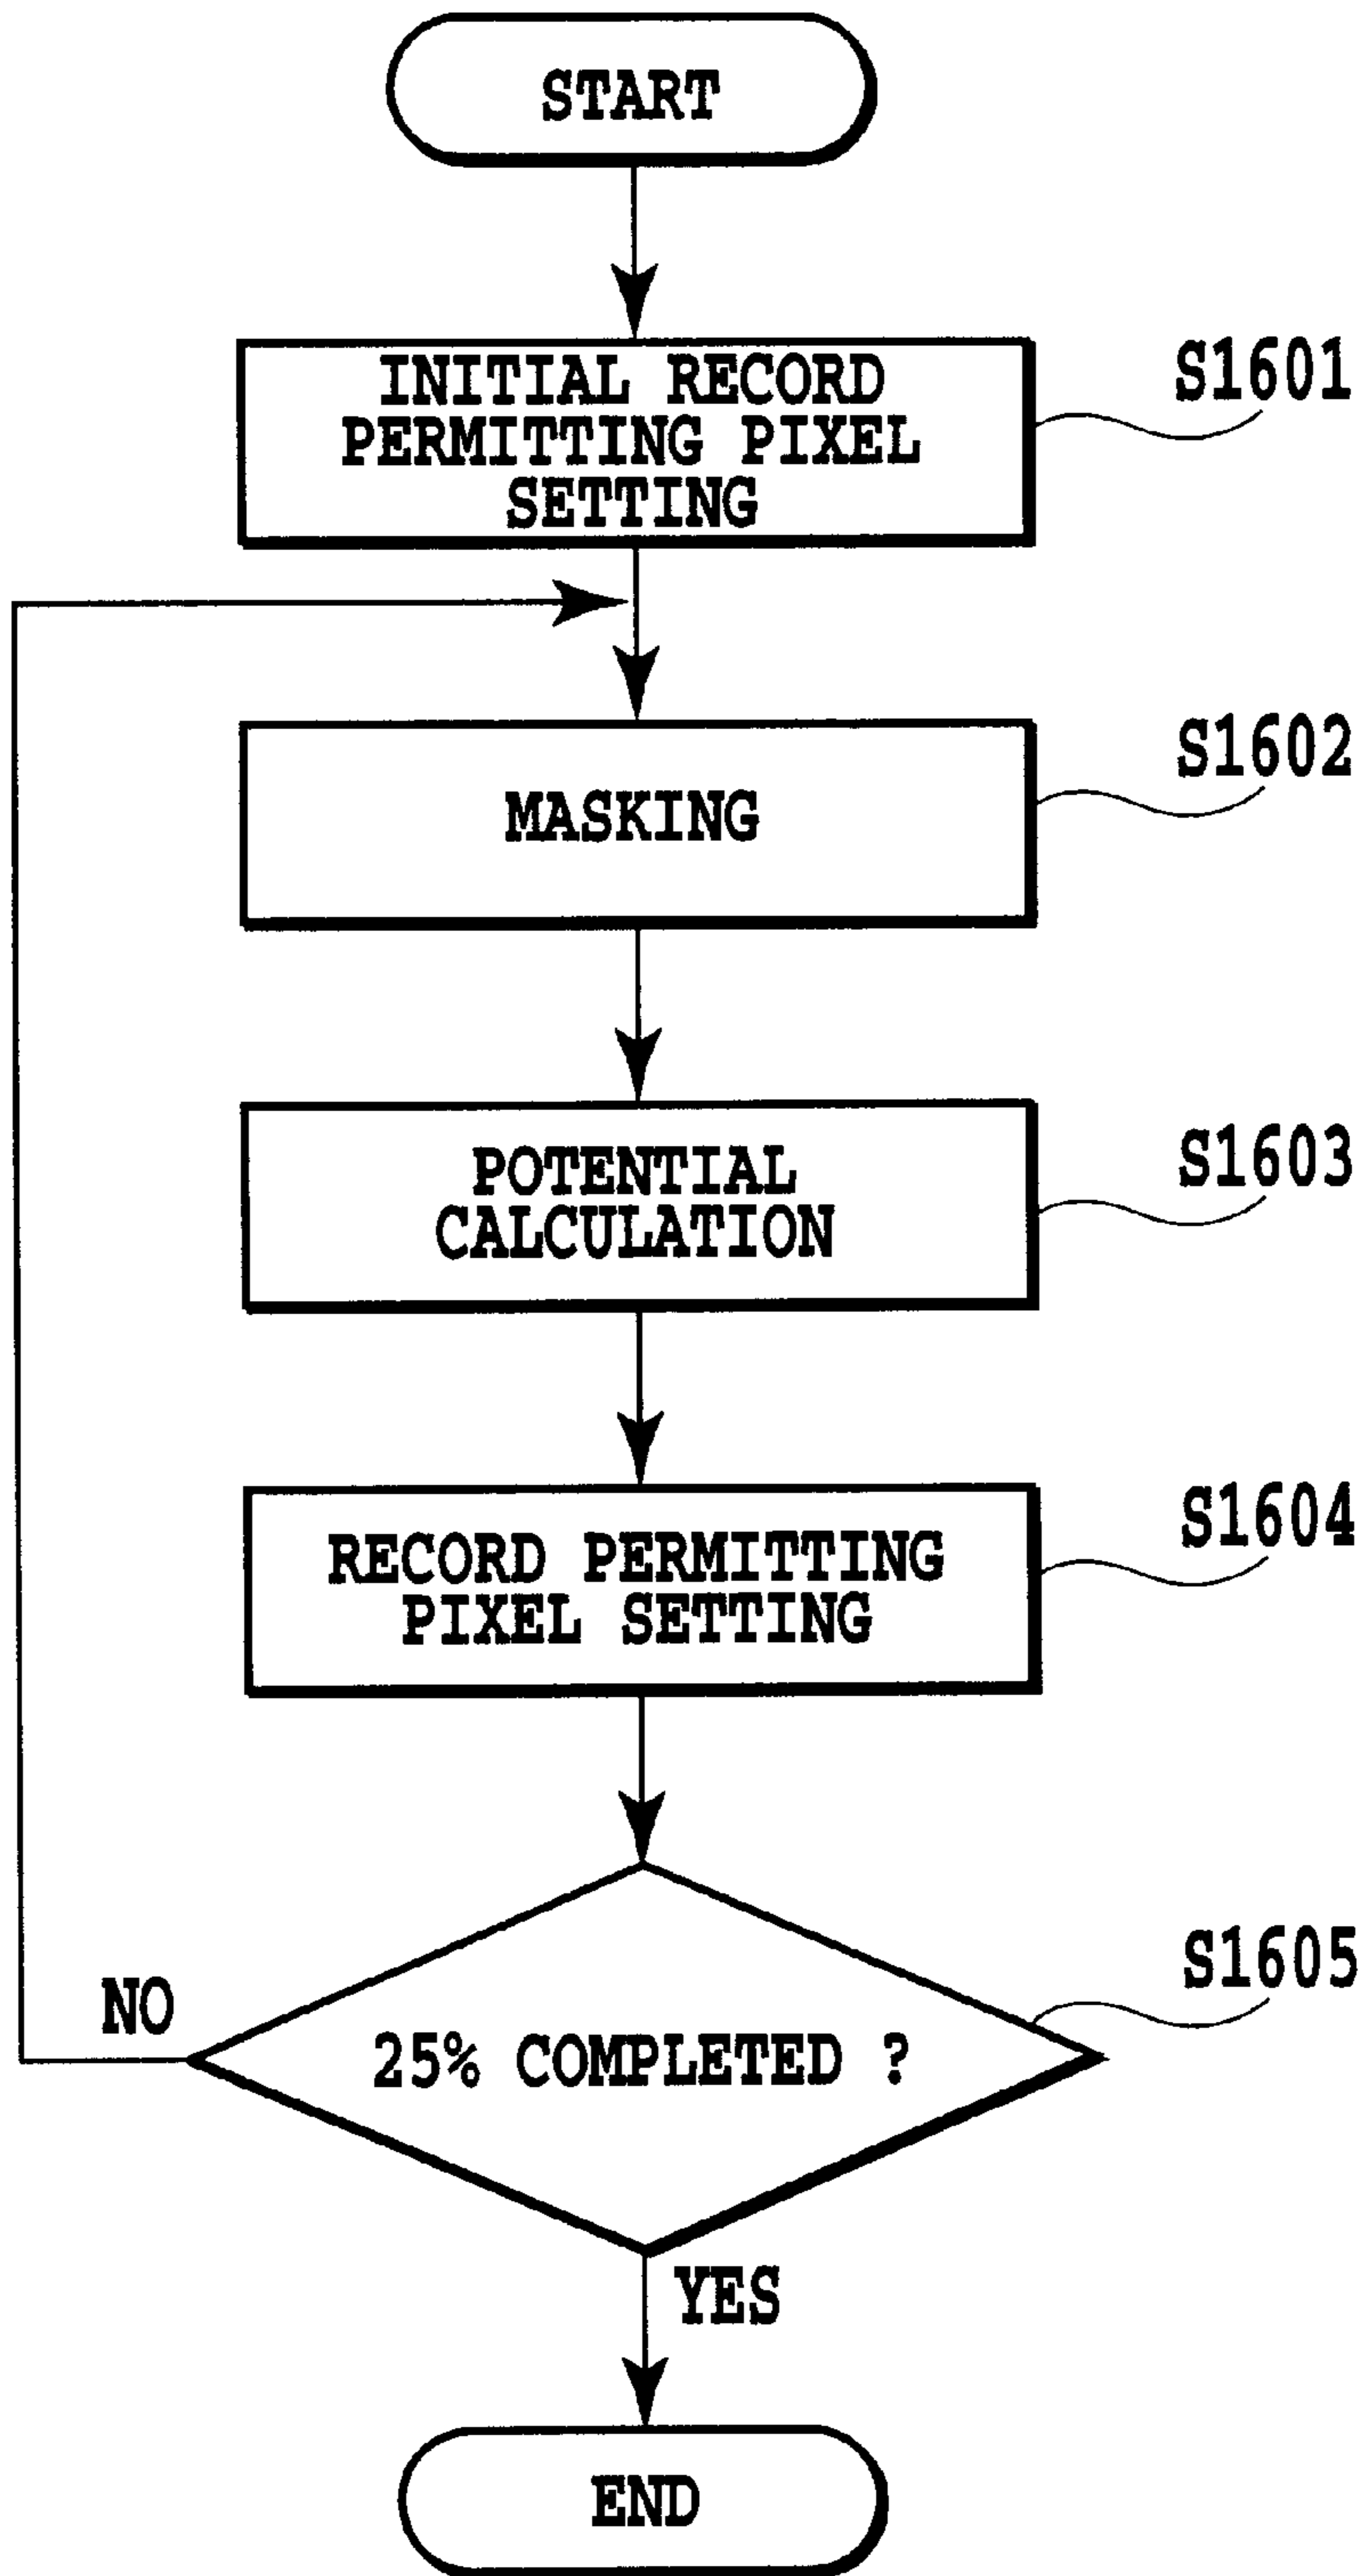 START
INITIAL RECORD
PERMITTING PIXEL
SETTING
S1601
MASKING
S1602
POTENTIAL
CALCULATION
S1603
RECORD PERMITTING
PIXEL SETTING
S1604
25% COMPLETED ?
S1605
NO
YES
END